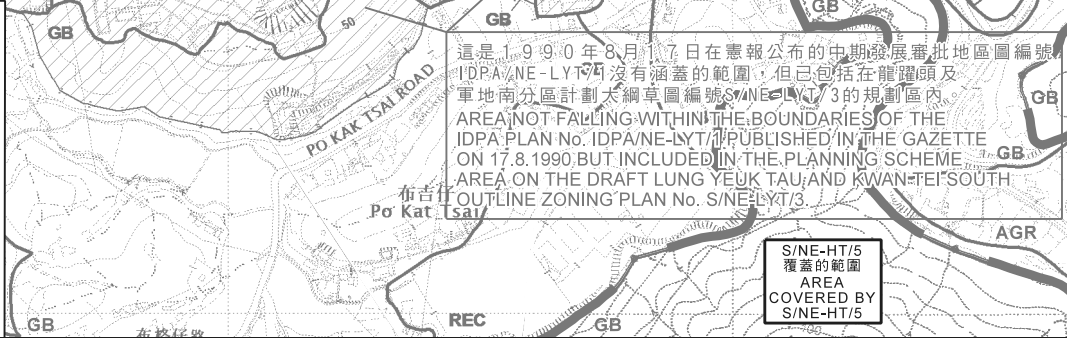 GB
50
GB
GB
這是1990年8月17日在憲報公布的中期發展審批地區圖編號
IDPA/NE-LYT/1沒有涵蓋的範圍，但已包括在龍躍頭及
軍地南分區計劃大綱草圖編號S/NE-LYT/3的規劃區內
AREA NOT FALLING WITHIN THE BOUNDARIES OF THE
IDPA PLAN No. IDPA/NE-LYT/1 PUBLISHED IN THE GAZETTE
ON 17.8.1990 BUT INCLUDED IN THE PLANNING SCHEME
AREA ON THE DRAFT LUNG YEUK TAU AND KWAN TEI SOUTH
OUTLINE ZONING PLAN No. S/NE-LYT/3.
PO KAK TSAI ROAD
GB
GB
布吉仔
Po Kat Tsai
AGR
S/NE-HT/5
覆蓋的範圍
AREA
COVERED BY
S/NE-HT/5
GB
布格仔路
REC
GB
100